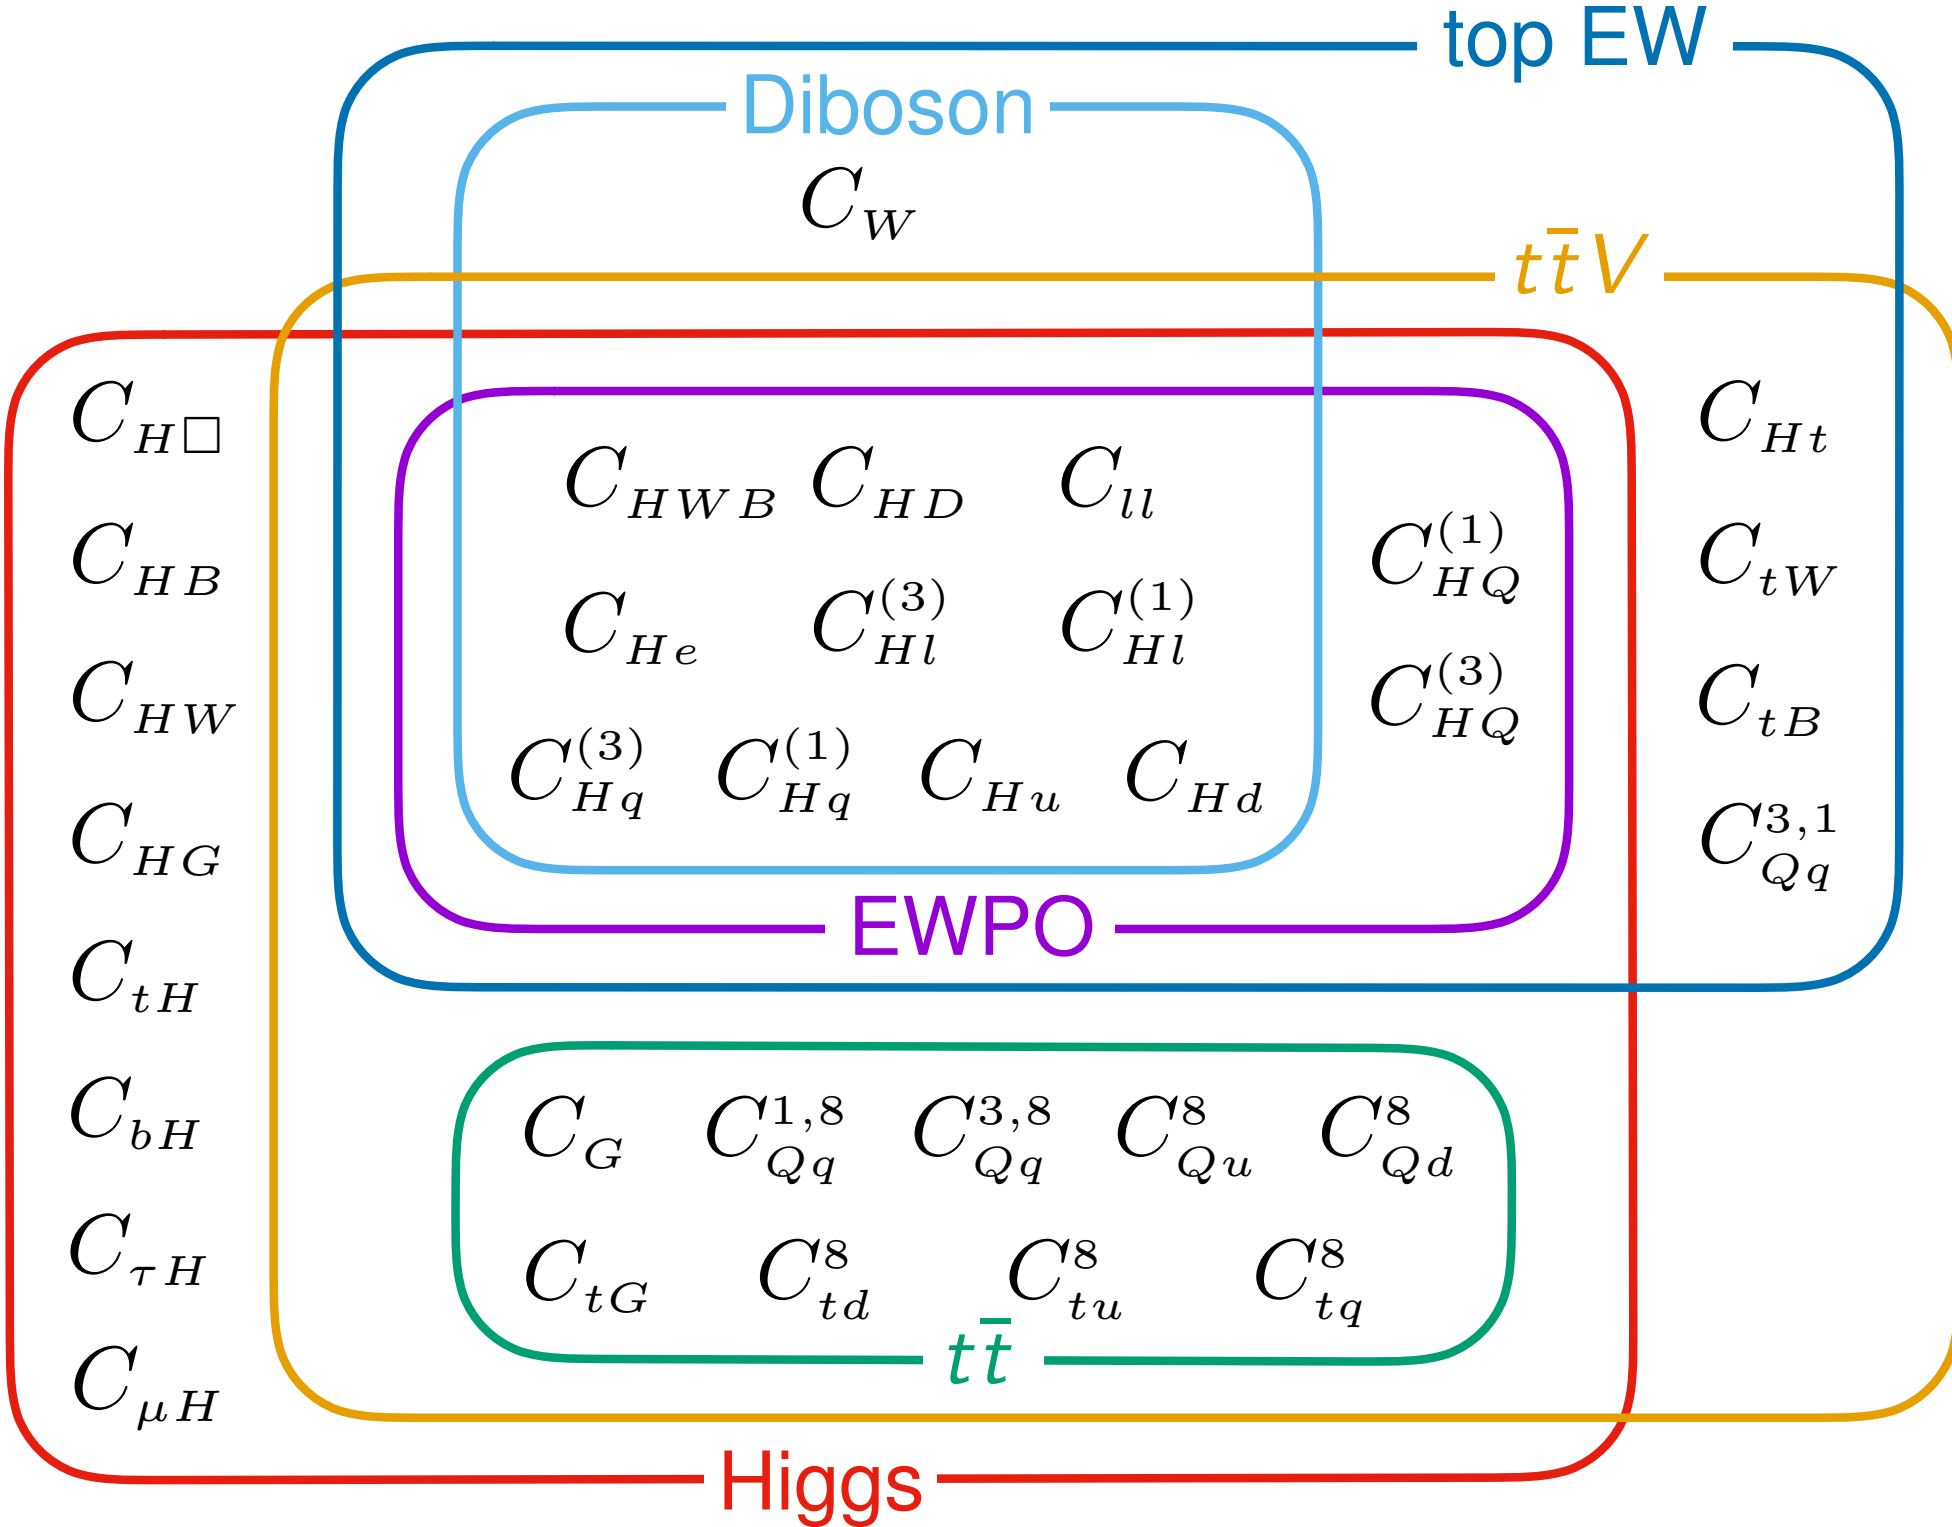 top EW
Diboson
C_W
t\bar{t}V
C_{H□}
C_{HB}
C_{HW}
C_{HG}
C_{tH}
C_{bH}
C_{τH}
C_{μH}
C_{HWB} C_{HD} C_{ll}
C_{He} C_{Hl}^{(3)} C_{Hl}^{(1)}
C_{Hq}^{(3)} C_{Hq}^{(1)} C_{Hu} C_{Hd}
C_{HQ}^{(1)}
C_{HQ}^{(3)}
EWPO
C_{Ht}
C_{tW}
C_{tB}
C_{Qq}^{3,1}
C_G C_{Qq}^{1,8} C_{Qq}^{3,8} C_{Qu}^{8} C_{Qd}^{8}
C_{tG} C_{td}^{8} C_{tu}^{8} C_{tq}^{8}
t\bar{t}
Higgs